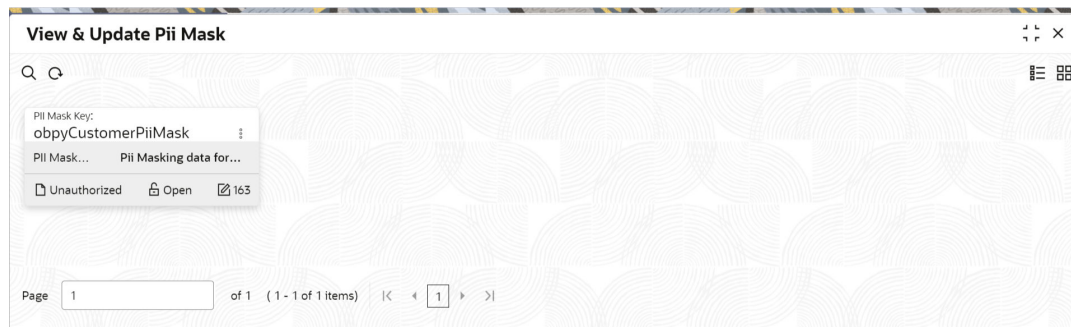 View & Update Pii Mask
PII Mask Key:
obpyCustomerPiiMask
PII Mask... Pii Masking data for...
Unauthorized Open 163
Page 1 of 1 (1 - 1 of 1 items) 1